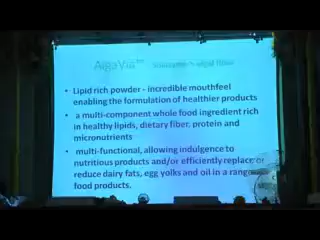 AlgaVia™
• Lipid rich powder - incredible mouthfeel
enabling the formulation of healthier products
• a multi-component whole food ingredient rich
in healthy lipids, dietary fiber, protein and
micronutrients
• multi-functional, allowing indulgence to
nutritious products and/or efficiently replace or
reduce dairy fats, egg yolks and oil in a range of
food products.